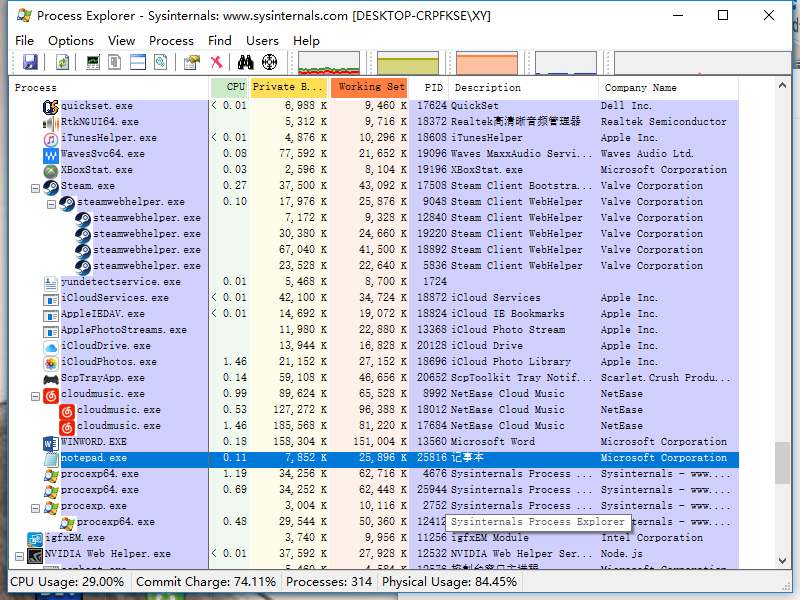 Process Explorer - Sysinternals: www.sysinternals.com [DESKTOP-CRPFKSE\XY]
File Options View Process Find Users Help
Process CPU Private B... Working Set PID Description Company Name
quickset.exe < 0.01 6,988 K 9,460 K 17624 QuickSet Dell Inc.
RtkNGUI64.exe 5,312 K 9,716 K 18372 Realtek高清晰音频管理器 Realtek Semiconductor
iTunesHelper.exe < 0.01 4,876 K 10,296 K 18608 iTunesHelper Apple Inc.
WavesSvc64.exe 0.08 77,592 K 21,652 K 19096 Waves MaxxAudio Servi... Waves Audio Ltd.
XBoxStat.exe 0.03 2,596 K 8,104 K 19196 XBoxStat.exe Microsoft Corporation
Steam.exe 0.27 37,500 K 43,092 K 17508 Steam Client Bootstra... Valve Corporation
steamwebhelper.exe 0.10 17,976 K 25,876 K 9048 Steam Client WebHelper Valve Corporation
steamwebhelper.exe 7,172 K 9,328 K 12840 Steam Client WebHelper Valve Corporation
steamwebhelper.exe 30,380 K 24,660 K 19220 Steam Client WebHelper Valve Corporation
steamwebhelper.exe 67,040 K 41,500 K 18892 Steam Client WebHelper Valve Corporation
steamwebhelper.exe 23,528 K 22,640 K 5836 Steam Client WebHelper Valve Corporation
yundetectservice.exe 0.01 5,468 K 8,700 K 1724
iCloudServices.exe < 0.01 42,100 K 34,724 K 18872 iCloud Services Apple Inc.
AppleIEDAV.exe < 0.01 14,692 K 19,072 K 18824 iCloud IE Bookmarks Apple Inc.
ApplePhotoStreams.exe 11,980 K 22,880 K 13368 iCloud Photo Stream Apple Inc.
iCloudDrive.exe 13,944 K 16,828 K 20128 iCloud Drive Apple Inc.
iCloudPhotos.exe 1.46 21,152 K 27,152 K 18696 iCloud Photo Library Apple Inc.
ScpTrayApp.exe 0.14 59,108 K 46,656 K 20652 ScpToolkit Tray Notif... Scarlet.Crush Produ...
cloudmusic.exe 0.99 89,624 K 65,528 K 8992 NetEase Cloud Music NetEase
cloudmusic.exe 0.53 127,272 K 96,388 K 18012 NetEase Cloud Music NetEase
cloudmusic.exe 1.46 185,568 K 81,220 K 17684 NetEase Cloud Music NetEase
WINWORD.EXE 0.18 158,304 K 151,004 K 13560 Microsoft Word Microsoft Corporation
notepad.exe 0.11 7,852 K 25,896 K 25816 记事本 Microsoft Corporation
procexp64.exe 1.19 34,256 K 62,716 K 4676 Sysinternals Process ... Sysinternals - www....
procexp64.exe 0.69 34,252 K 62,448 K 25944 Sysinternals Process ... Sysinternals - www....
procexp.exe 3,004 K 10,116 K 2752 Sysinternals Process ... Sysinternals - www....
procexp64.exe 0.48 29,544 K 50,360 K 12412 Sysinternals Process Explorer ternals - www....
igfxEM.exe 3,740 K 9,956 K 11256 igfxEM Module Intel Corporation
NVIDIA Web Helper.exe < 0.01 37,592 K 27,928 K 12532 NVIDIA Web Helper Ser... Node.js
CPU Usage: 29.00% Commit Charge: 74.11% Processes: 314 Physical Usage: 84.45%